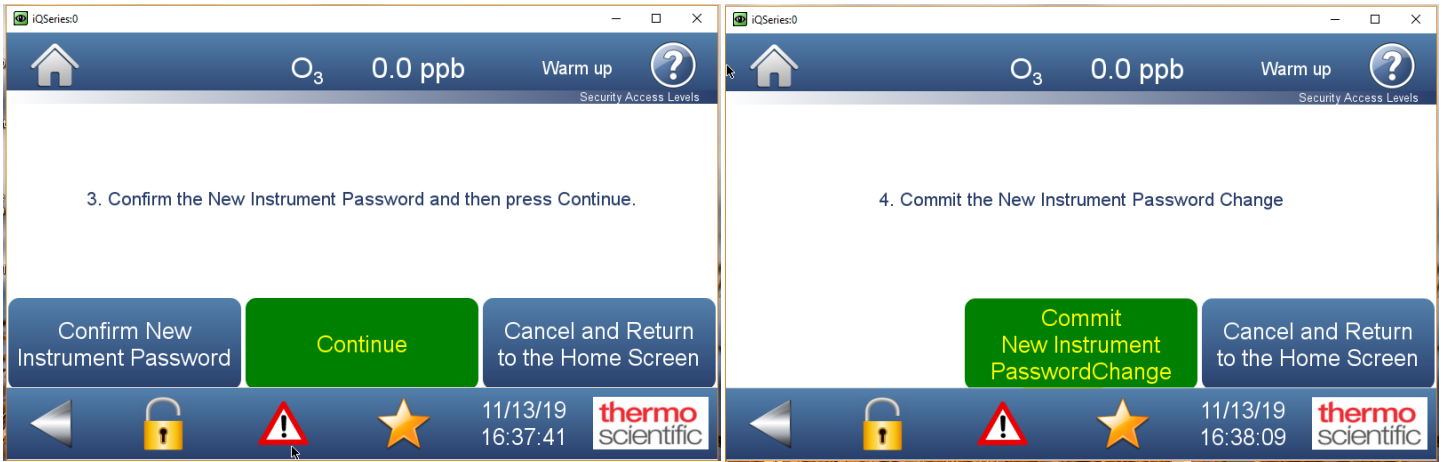 iQSeries:0
O3 0.0 ppb Warm up ?
Security Access Levels
3. Confirm the New Instrument Password and then press Continue.
Confirm New
Instrument Password
Continue
Cancel and Return
to the Home Screen
!
11/13/19
16:37:41
thermo
scientific
iQSeries:0
O3 0.0 ppb Warm up ?
Security Access Levels
4. Commit the New Instrument Password Change
Commit
New Instrument
PasswordChange
Cancel and Return
to the Home Screen
!
11/13/19
16:38:09
thermo
scientific